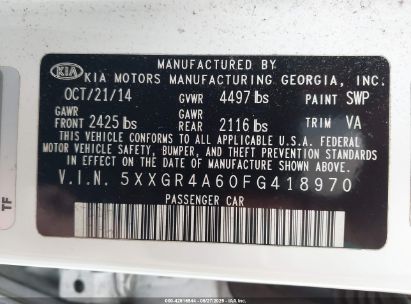 MANUFACTURED BY
KIA KIA MOTORS MANUFACTURING GEORGIA, INC.
OCT/21/14 GVWR 4497 lbs PAINT SWP
GAWR FRONT 2425 lbs GAWR REAR 2116 lbs TRIM VA
THIS VEHICLE CONFORMS TO ALL APPLICABLE U.S.A. FEDERAL
MOTOR VEHICLE SAFETY, BUMPER, AND THEFT PREVENTION STANDARDS
IN EFFECT ON THE DATE OF MANUFACTURE SHOWN ABOVE.
V.I.N. 5XXGR4A60FG418970
PASSENGER CAR
TF